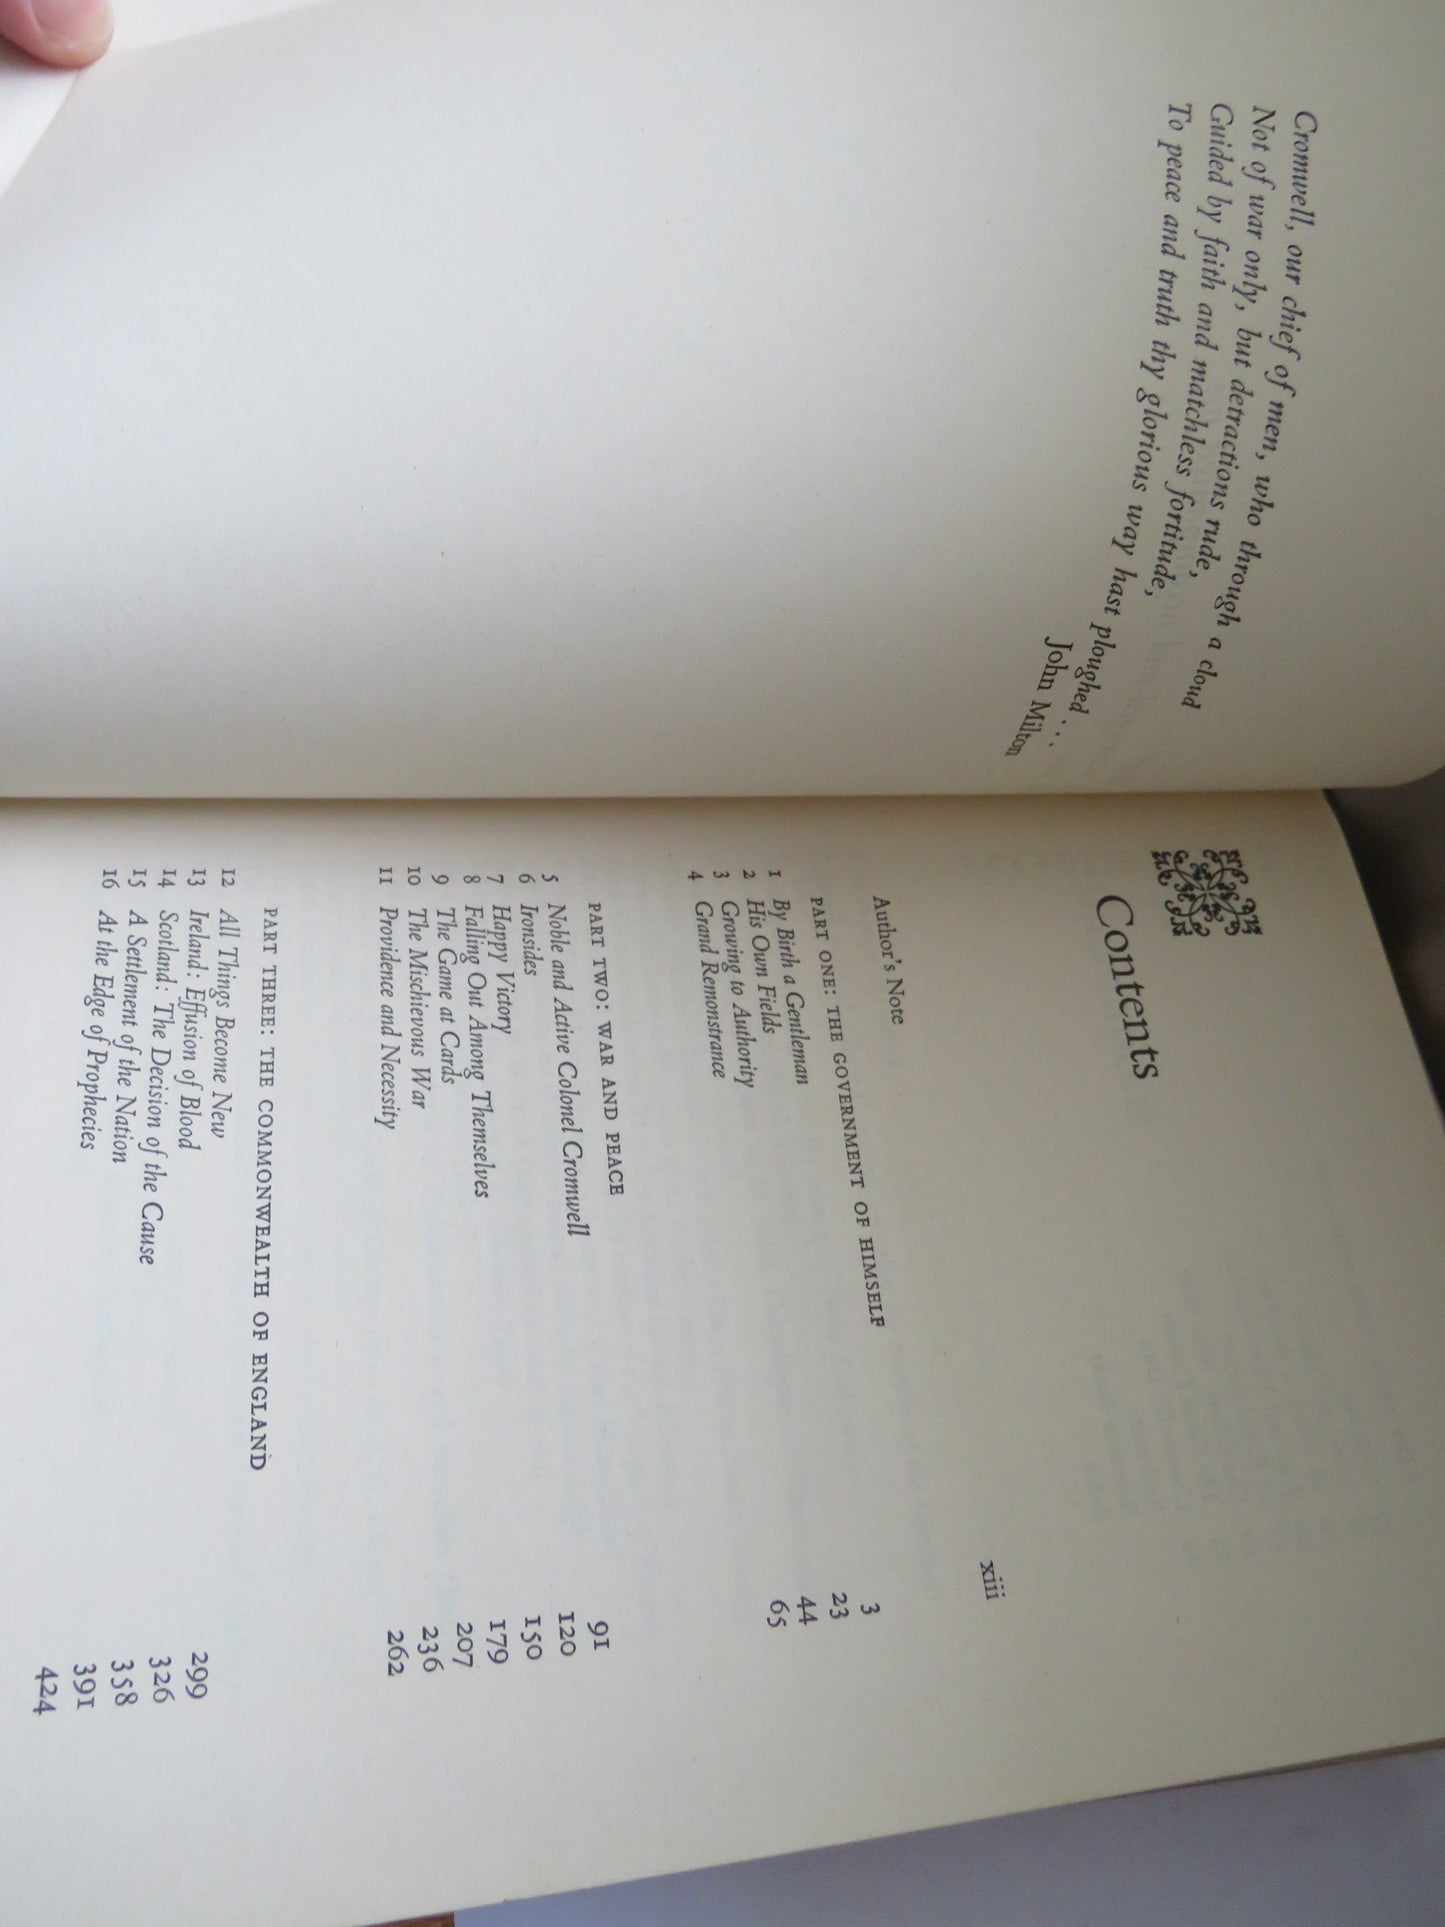 Cromwell, our chief of men, who through a cloud
Not of war only, but detractions rude,
Guided by faith and matchless fortitude,
To peace and truth thy glorious way hast ploughed . . .
John Milton
Contents
Author's Note xiii
PART ONE: THE GOVERNMENT OF HIMSELF
1 By Birth a Gentleman 3
2 His Own Fields 23
3 Growing to Authority 44
4 Grand Remonstrance 65
PART TWO: WAR AND PEACE
5 Noble and Active Colonel Cromwell 91
6 Ironsides 120
7 Happy Victory 150
8 Falling Out Among Themselves 179
9 The Game at Cards 207
10 The Mischievous War 236
11 Providence and Necessity 262
PART THREE: THE COMMONWEALTH OF ENGLAND
12 All Things Become New 299
13 Ireland: Effusion of Blood 326
14 Scotland: The Decision of the Cause 358
15 A Settlement of the Nation 391
16 At the Edge of Prophecies 424